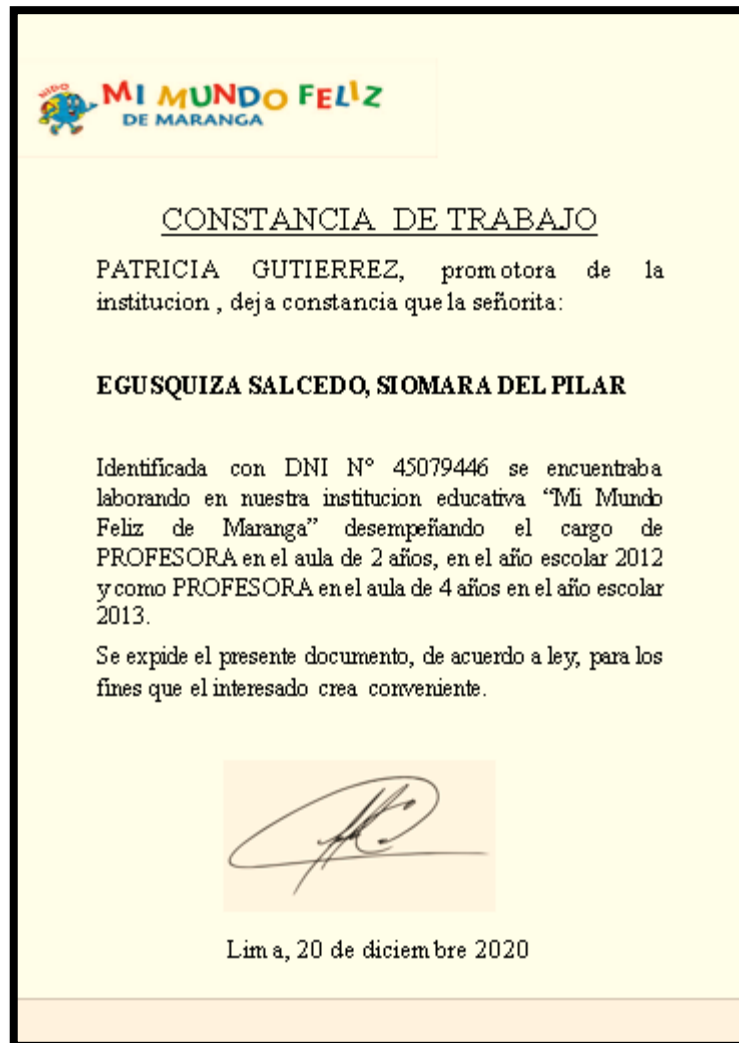 NIDO
MI MUNDO FELIZ
DE MARANGA
CONSTANCIA DE TRABAJO
PATRICIA GUTIERREZ, promotora de la
institucion , deja constancia que la señorita:
EGUSQUIZA SALCEDO, SIOMARA DEL PILAR
Identificada con DNI N° 45079446 se encuentraba
laborando en nuestra institucion educativa “Mi Mundo
Feliz de Maranga” desempeñando el cargo de
PROFESORA en el aula de 2 años, en el año escolar 2012
y como PROFESORA en el aula de 4 años en el año escolar
2013.
Se expide el presente documento, de acuerdo a ley, para los
fines que el interesado crea conveniente.
Lima, 20 de diciembre 2020